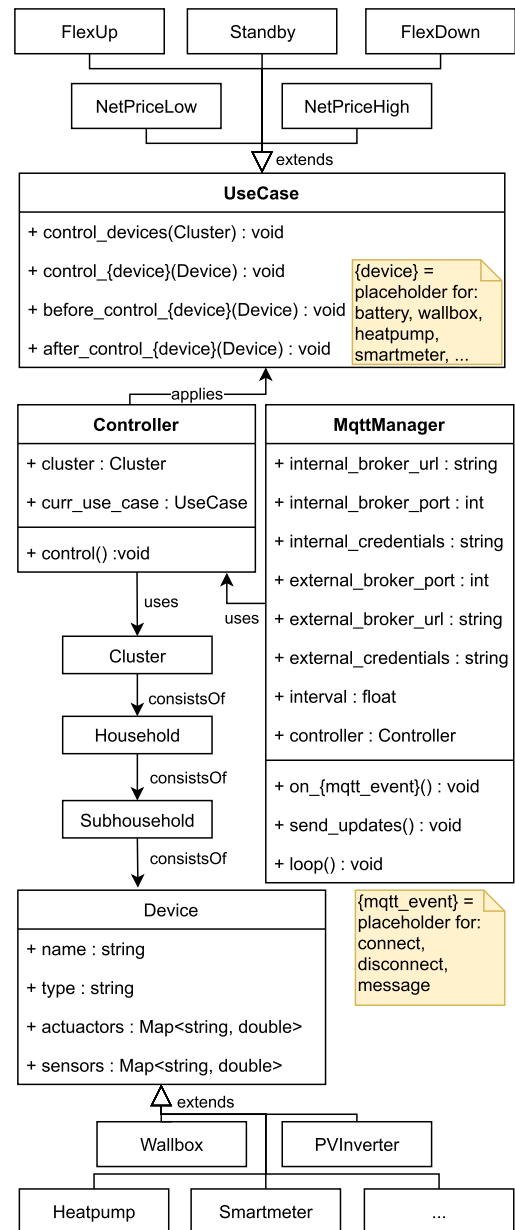 FlexUp
Standby
FlexDown
NetPriceLow
NetPriceHigh
extends
UseCase
+ control_devices(Cluster) : void
+ control_{device}(Device) : void
+ before_control_{device}(Device) : void
+ after_control_{device}(Device) : void
{device} =
placeholder for:
battery, wallbox,
heatpump,
smartmeter, ...
applies
Controller
+ cluster : Cluster
+ curr_use_case : UseCase
+ control() :void
MqttManager
+ internal_broker_url : string
+ internal_broker_port : int
+ internal_credentials : string
+ external_broker_port : int
+ external_broker_url : string
+ external_credentials : string
+ interval : float
+ controller : Controller
+ on_{mqtt_event}() : void
+ send_updates() : void
+ loop() : void
uses
uses
Cluster
consistsOf
Household
consistsOf
Subhousehold
consistsOf
Device
+ name : string
+ type : string
+ actuactors : Map<string, double>
+ sensors : Map<string, double>
{mqtt_event} =
placeholder for:
connect,
disconnect,
message
extends
Wallbox
PVInverter
Heatpump
Smartmeter
...